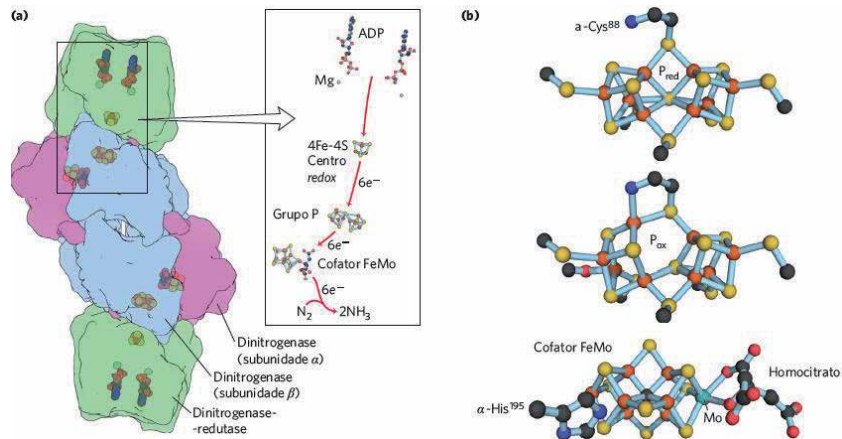 (a)
ADP
Mg
4Fe-4S
Centro
redox
6e⁻
Grupo P
6e⁻
Cofator FeMo
6e⁻
N₂
2NH₃
Dinitrogenase
(subunidade α)
Dinitrogenase
(subunidade β)
Dinitrogenase-
-redutase
(b)
a-Cys⁸⁸
P_red
P_ox
Cofator FeMo
Homocitrato
Mo
α-His¹⁹⁵